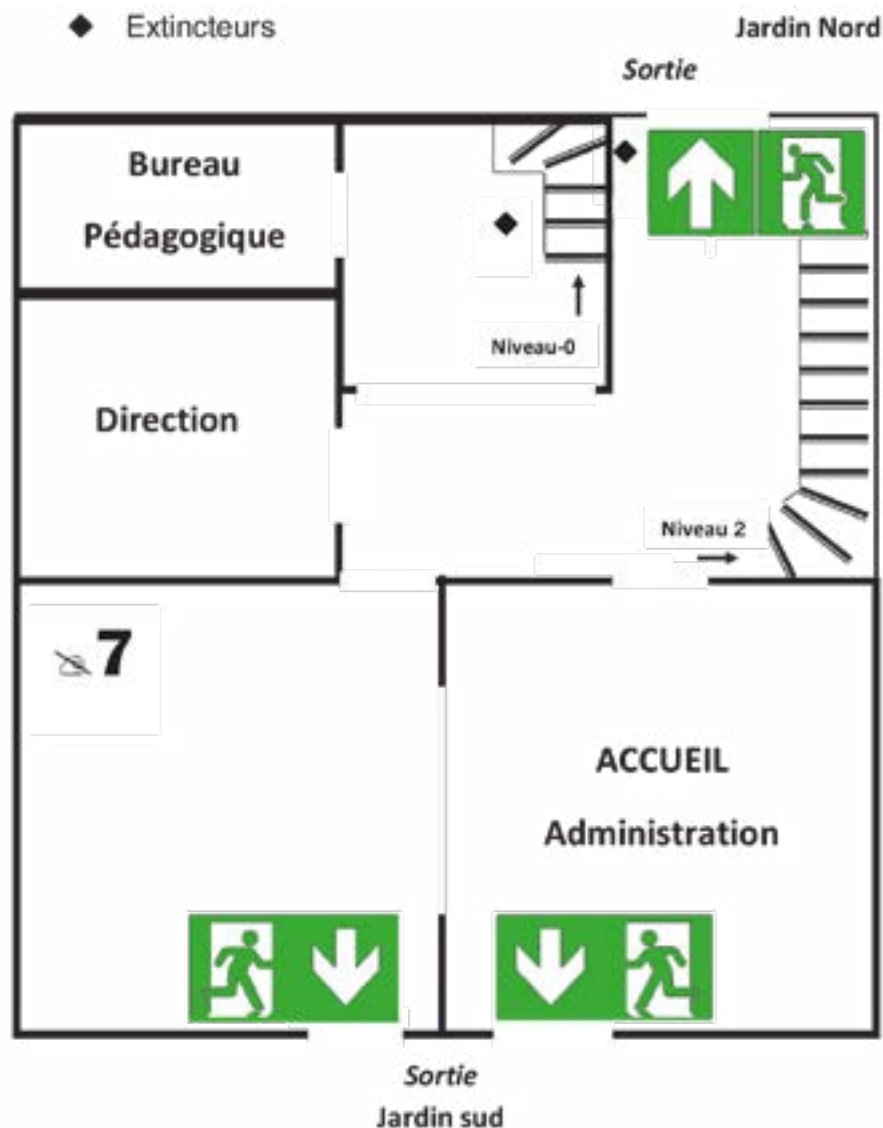 Extincteurs
Jardin Nord
Sortie
Bureau
Pédagogique
Niveau-0
Direction
Niveau 2
7
ACCUEIL
Administration
Sortie
Jardin sud